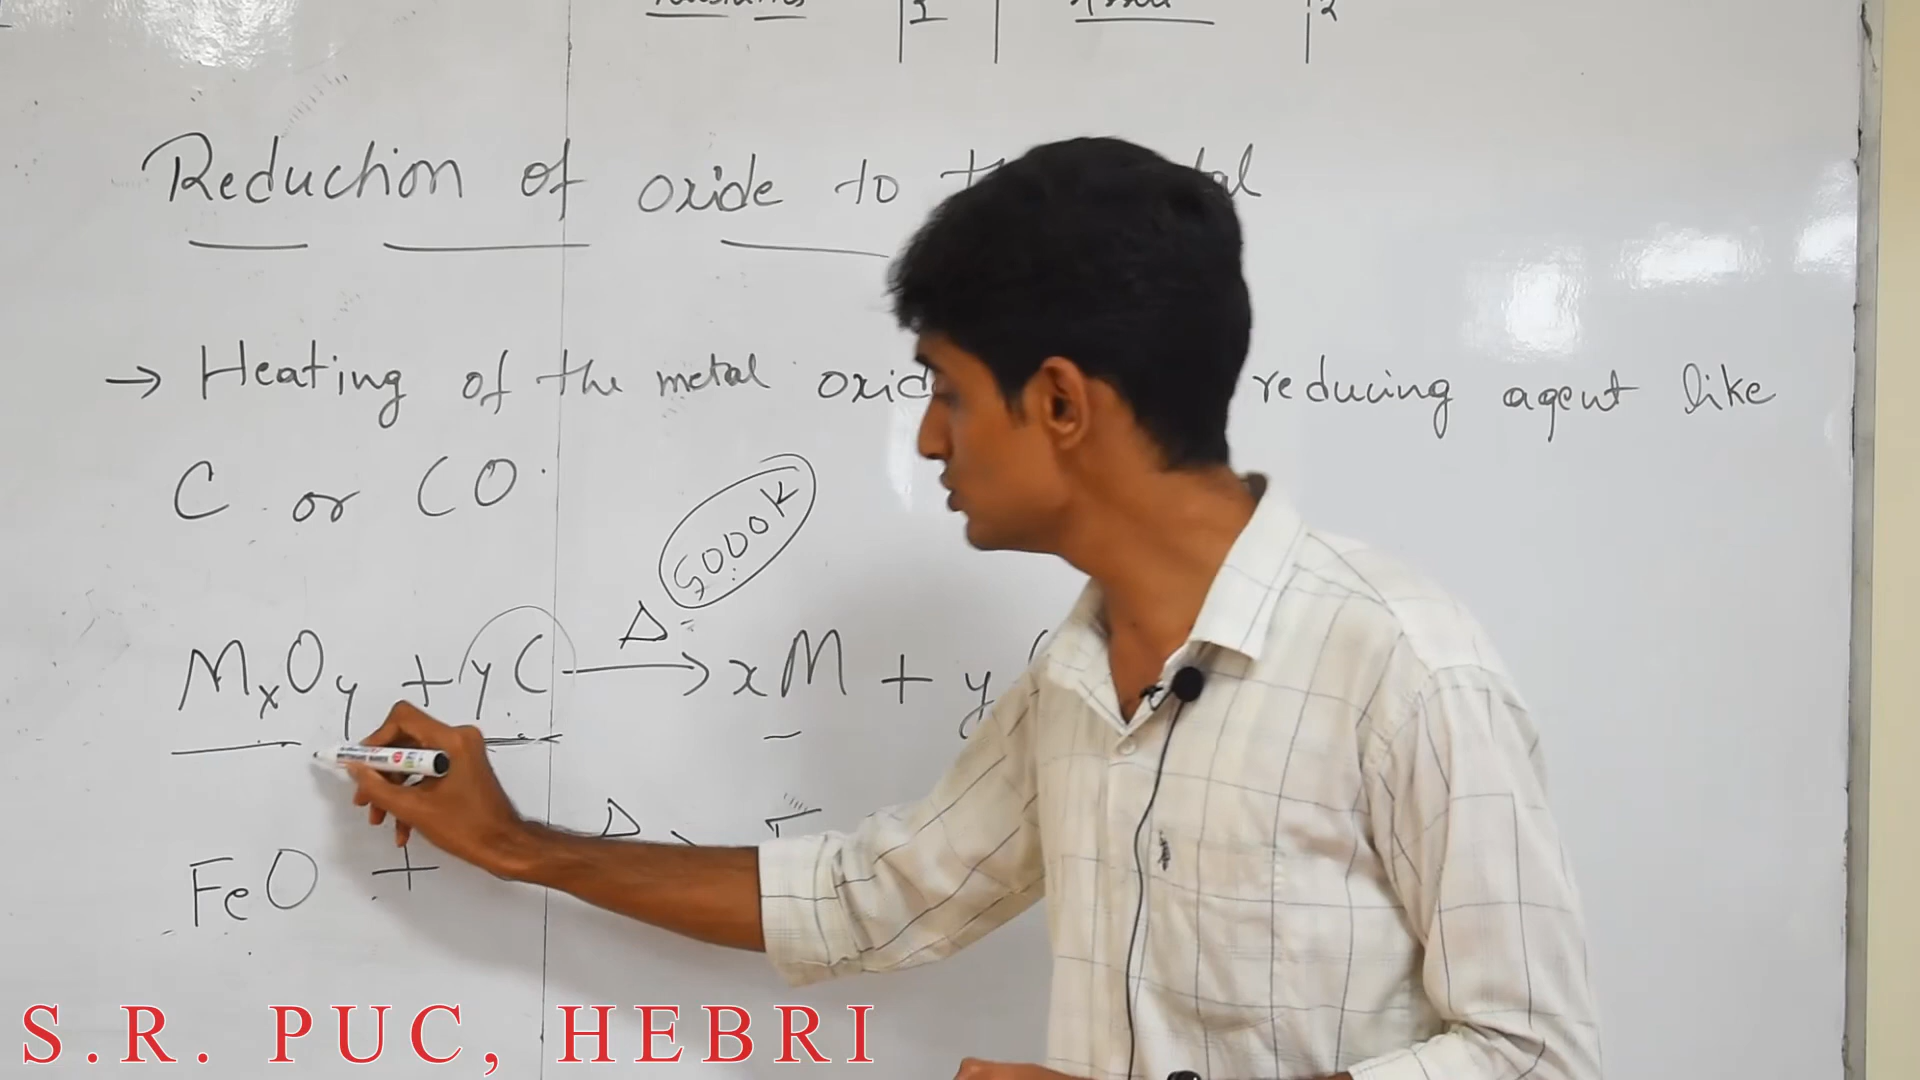 Reduction of oxide to
→ Heating of the metal reducing agent like
C or CO.
5000K
Δ
MxOy + yC → xM + y
Δ
FeO +
S.R. PUC, HEBRI